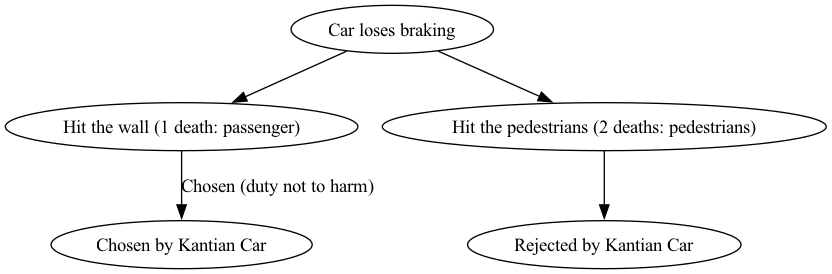 Car loses braking
Hit the wall (1 death: passenger)
Hit the pedestrians (2 deaths: pedestrians)
Chosen (duty not to harm)
Chosen by Kantian Car
Rejected by Kantian Car